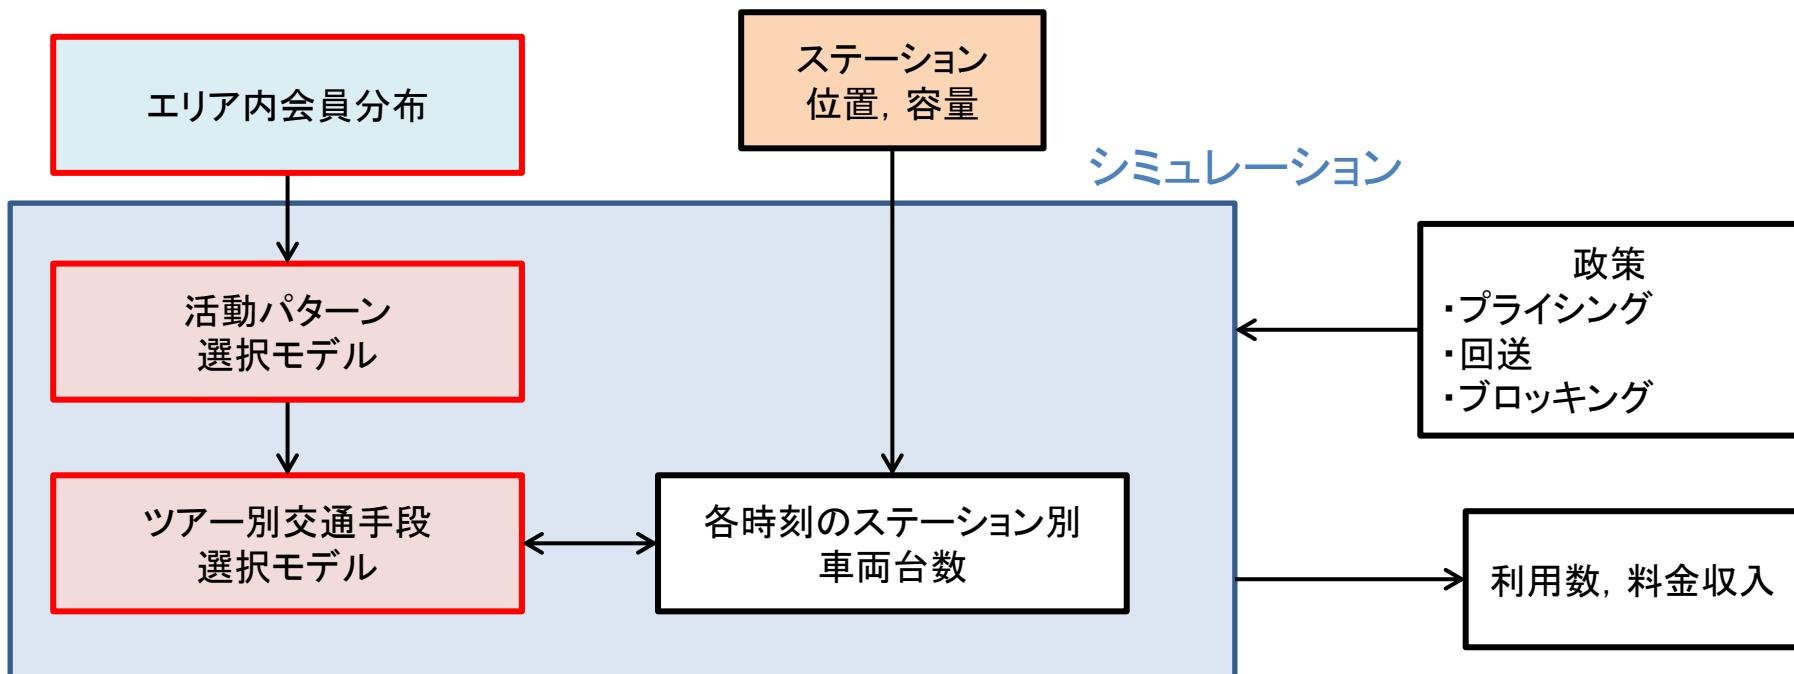 エリア内会員分布
ステーション
位置, 容量
シミュレーション
活動パターン
選択モデル
政策
・プライシング
・回送
・ブロッキング
ツアー別交通手段
選択モデル
各時刻のステーション別
車両台数
利用数, 料金収入